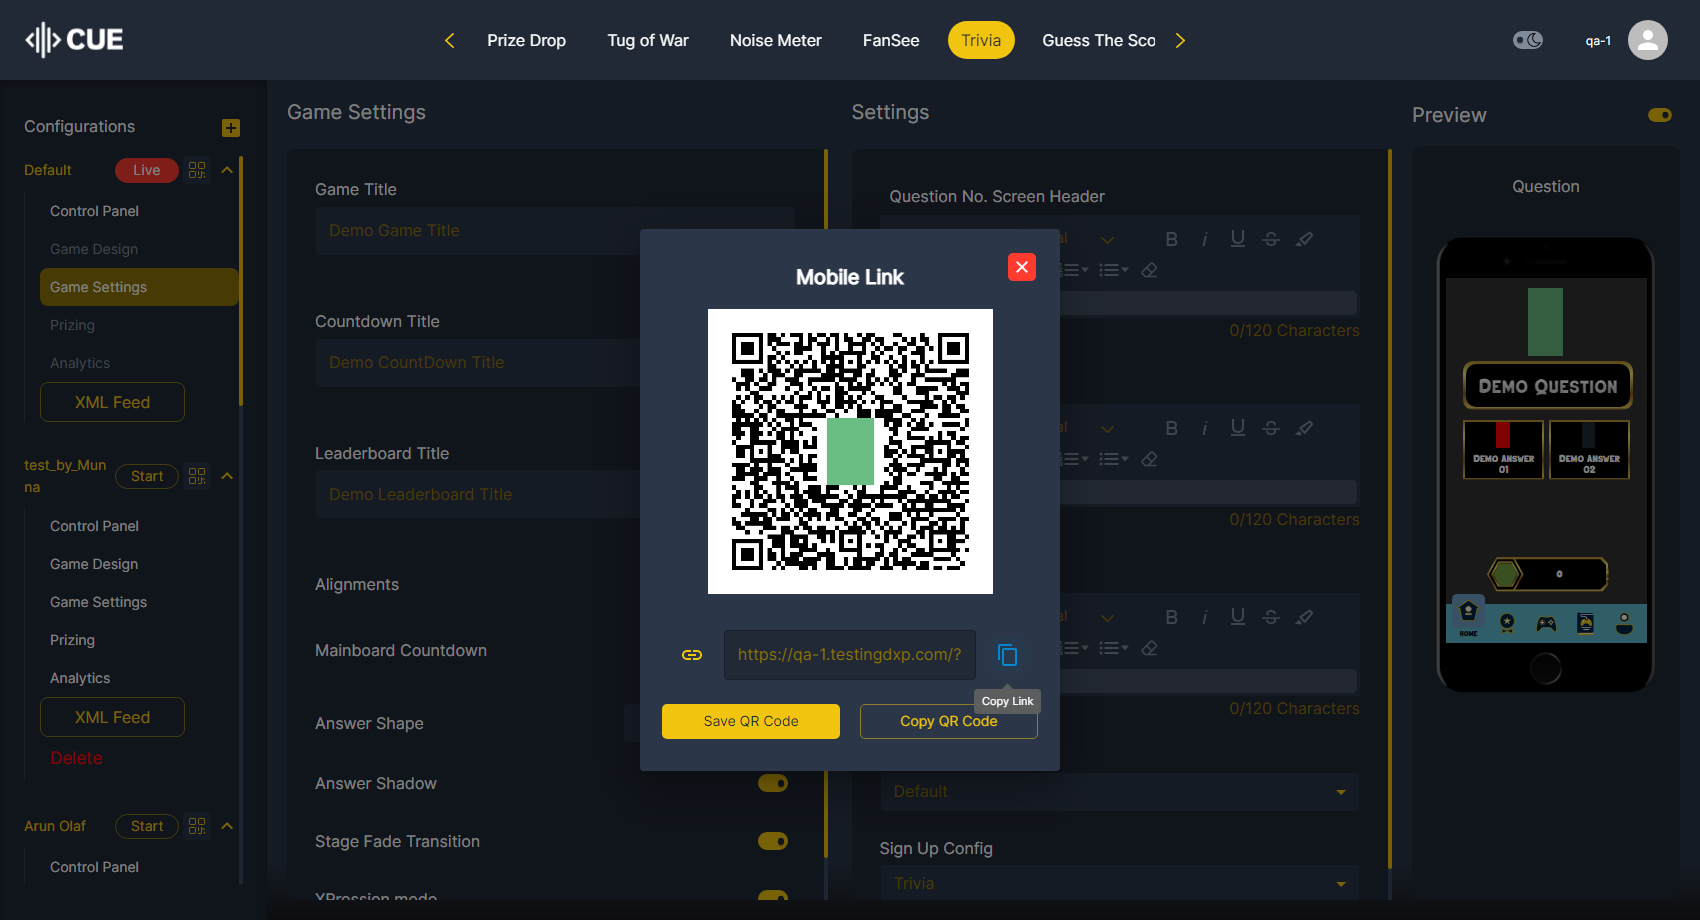 CUE
Prize Drop
Tug of War
Noise Meter
FanSee
Trivia
Guess The Sco
qa-1
Configurations
Default
Live
Control Panel
Game Design
Game Settings
Prizing
Analytics
XML Feed
test_by_Mun
na
Start
Control Panel
Game Design
Game Settings
Prizing
Analytics
XML Feed
Delete
Arun Olaf
Start
Control Panel
Game Settings
Game Title
Demo Game Title
Countdown Title
Demo CountDown Title
Leaderboard Title
Demo Leaderboard Title
Alignments
Mainboard Countdown
Answer Shape
Answer Shadow
Stage Fade Transition
XPression mode
Mobile Link
https://qa-1.testingdxp.com/?
Copy Link
Save QR Code
Copy QR Code
Settings
Question No. Screen Header
al
B i U S
0/120 Characters
al
B i U S
0/120 Characters
al
B i U S
0/120 Characters
Default
Sign Up Config
Trivia
Preview
Question
Demo Question
Demo Answer
01
Demo Answer
02
0
HOME